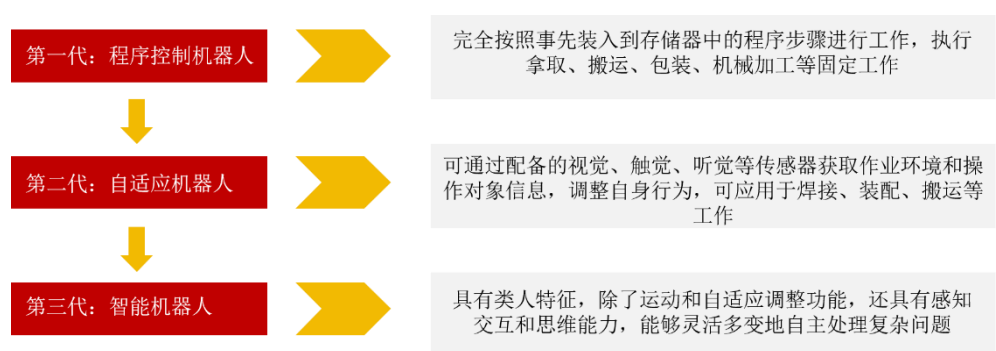 第一代：程序控制机器人
完全按照事先装入到存储器中的程序步骤进行工作，执行
拿取、搬运、包装、机械加工等固定工作
第二代：自适应机器人
可通过配备的视觉、触觉、听觉等传感器获取作业环境和操
作对象信息，调整自身行为，可应用于焊接、装配、搬运等
工作
第三代：智能机器人
具有类人特征，除了运动和自适应调整功能，还具有感知
交互和思维能力，能够灵活多变地自主处理复杂问题